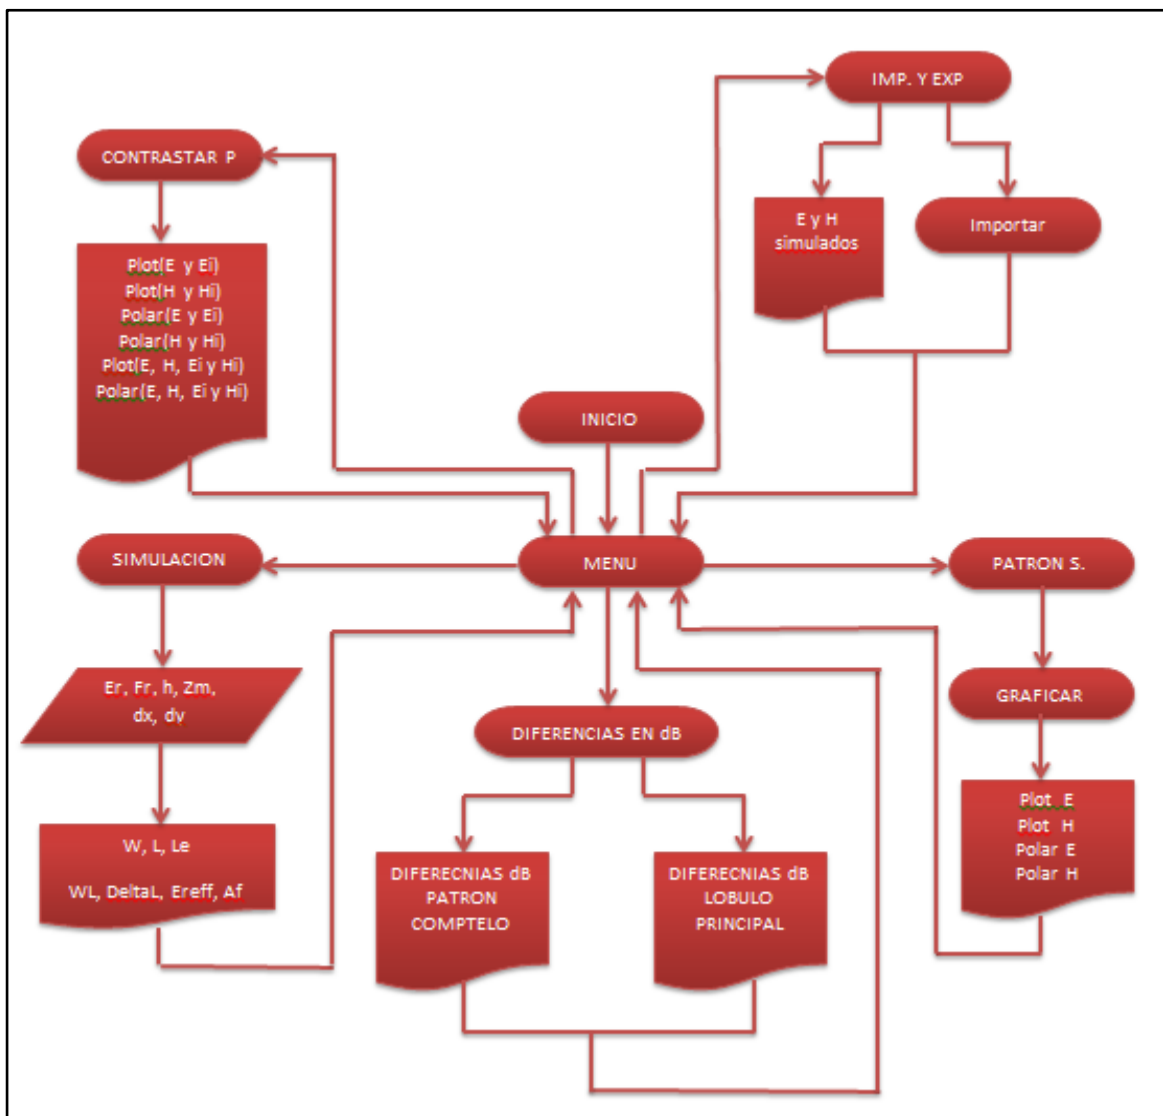 IMP. Y EXP
CONTRASTAR P
E y H
simulados
Importar
Plot(E y Ei)
Plot(H y Hi)
Polar(E y Ei)
Polar(H y Hi)
Plot(E, H, Ei y Hi)
Polar(E, H, Ei y Hi)
INICIO
SIMULACION
MENU
PATRON S.
Er, Fr, h, Zm,
dx, dy
GRAFICAR
DIFERENCIAS EN dB
Plot E
Plot H
Polar E
Polar H
W, L, Le
WL, DeltaL, Ereff, Af
DIFERECNIAS dB
PATRON
COMPTELO
DIFERECNIAS dB
LOBULO
PRINCIPAL